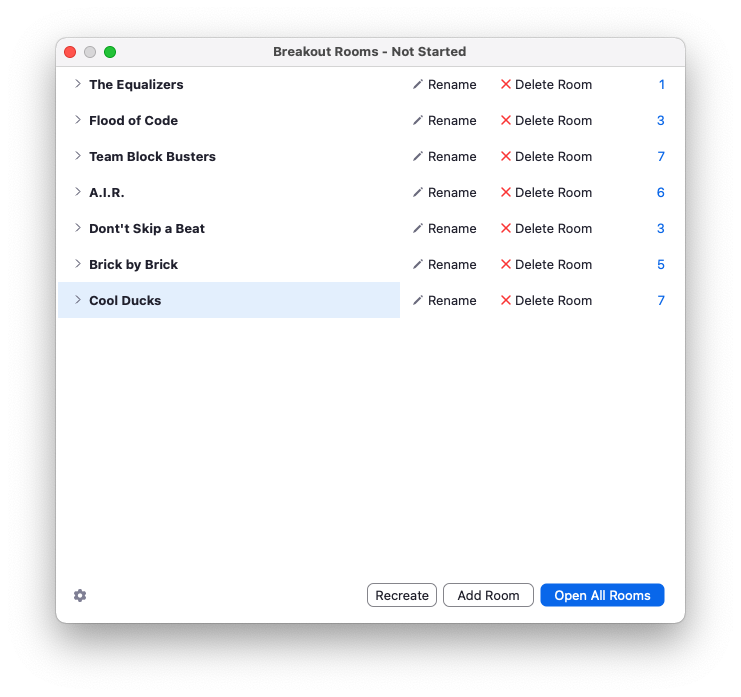 Breakout Rooms - Not Started
The Equalizers Rename Delete Room 1
Flood of Code Rename Delete Room 3
Team Block Busters Rename Delete Room 7
A.I.R. Rename Delete Room 6
Dont't Skip a Beat Rename Delete Room 3
Brick by Brick Rename Delete Room 5
Cool Ducks Rename Delete Room 7
Recreate Add Room Open All Rooms